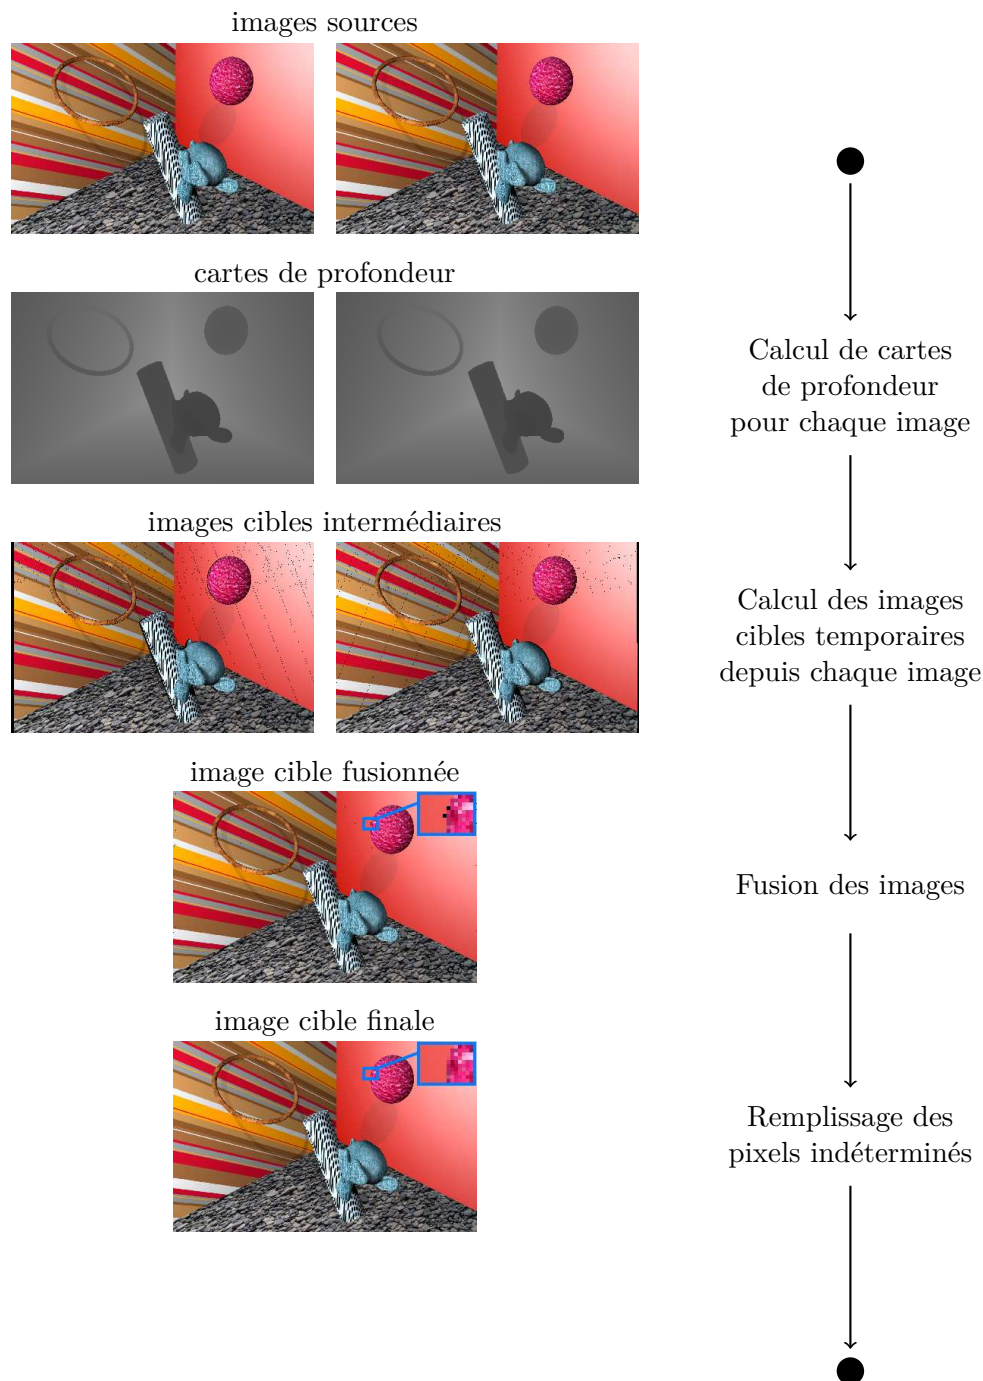 images sources
cartes de profondeur
Calcul de cartes
de profondeur
pour chaque image
images cibles intermédiaires
Calcul des images
cibles temporaires
depuis chaque image
image cible fusionnée
Fusion des images
image cible finale
Remplissage des
pixels indéterminés